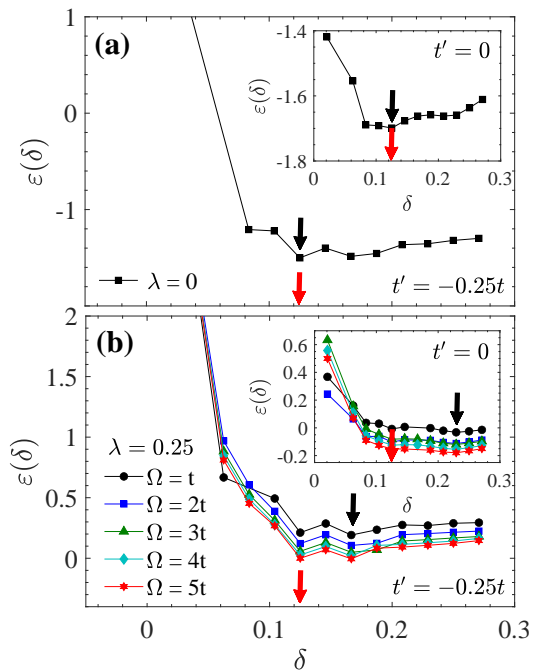 (a)
1
0
-1
ε(δ)
-1.4
-1.6
-1.8
ε(δ)
t′ = 0
0
0.1
0.2
0.3
δ
λ = 0
t′ = −0.25t
(b)
2
1.5
1
0.5
0
ε(δ)
0.6
0.4
0.2
0
-0.2
ε(δ)
t′ = 0
0
0.1
0.2
0.3
δ
λ = 0.25
Ω = t
Ω = 2t
Ω = 3t
Ω = 4t
Ω = 5t
t′ = −0.25t
0
0.1
0.2
0.3
δ